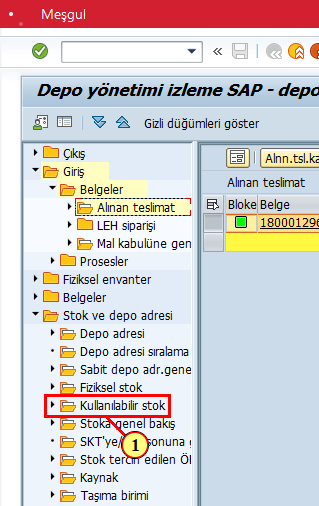 Meşgul
Depo yönetimi izleme SAP - depo
Gizli düğümleri göster
Çıkış
Giriş
Belgeler
Alınan teslimat
LEH siparişi
Mal kabulüne gen
Prosesler
Fiziksel envanter
Belgeler
Stok ve depo adresi
Depo adresi
Depo adresi sıralama
Sabit depo adr.gene
Fiziksel stok
Kullanılabilir stok
Stoka genel bakış
SKT'ye/ sonuna g
Stok tercih edilen Öl
Kaynak
Taşıma birimi
1
Alnn.tsl.ka
Alınan teslimat
Bloke Belge
180001296